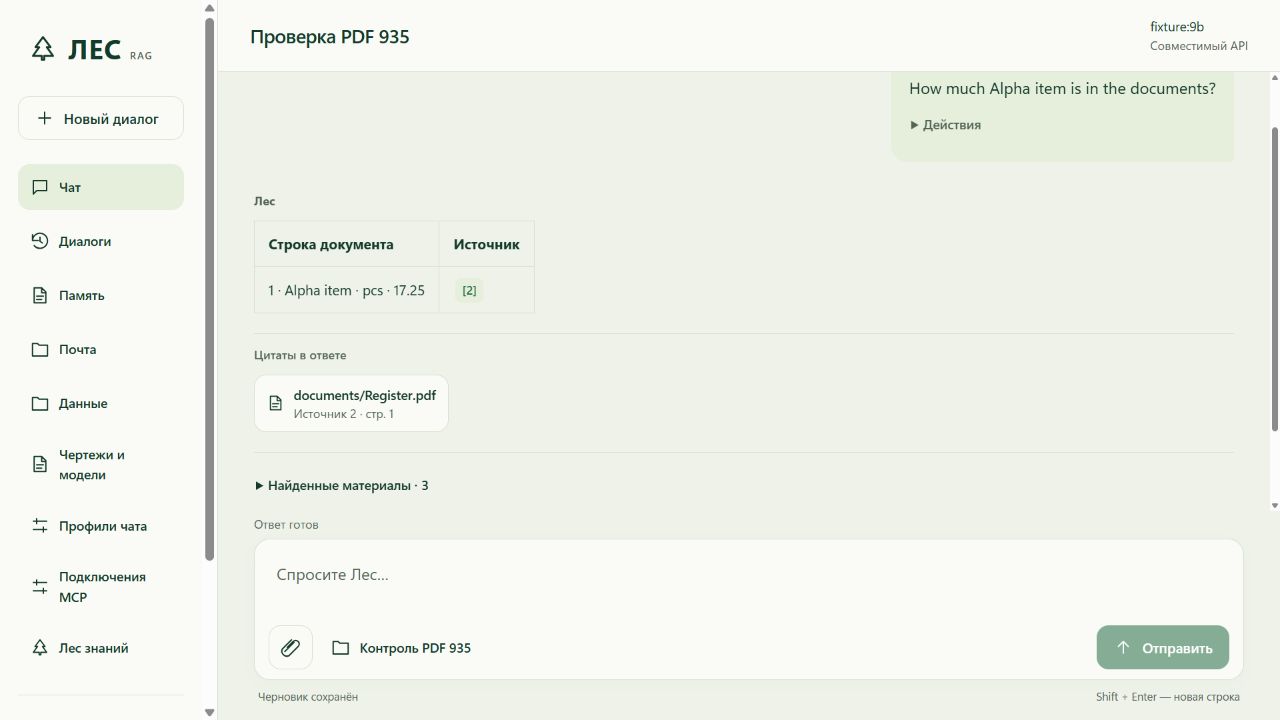 ЛЕС RAG
Новый диалог
Чат
Диалоги
Память
Почта
Данные
Чертежи и
модели
Профили чата
Подключения
MCP
Лес знаний
Проверка PDF 935
fixture:9b
Совместимый API
How much Alpha item is in the documents?
Действия
Лес
Строка документа Источник
1 · Alpha item · pcs · 17.25 [2]
Цитаты в ответе
documents/Register.pdf
Источник 2 · стр. 1
Найденные материалы · 3
Ответ готов
Спросите Лес...
Контроль PDF 935
Отправить
Черновик сохранён
Shift + Enter — новая строка